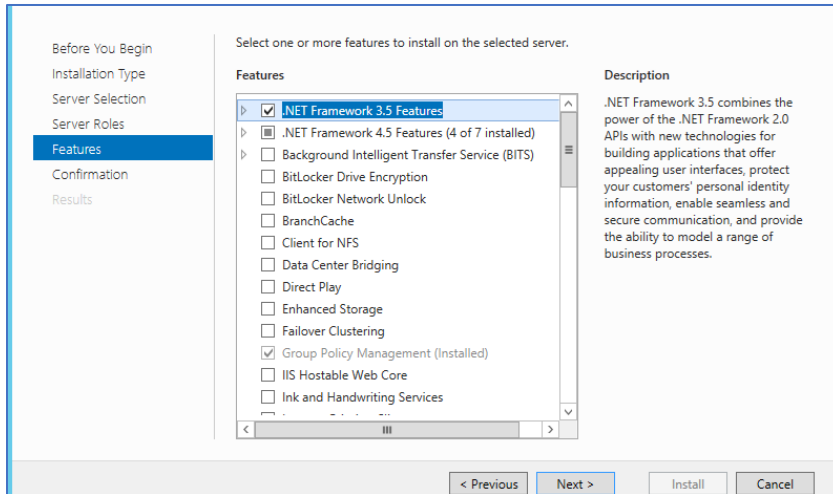 Before You Begin
Installation Type
Server Selection
Server Roles
Features
Confirmation
Results
Select one or more features to install on the selected server.
Features
.NET Framework 3.5 Features
.NET Framework 4.5 Features (4 of 7 installed)
Background Intelligent Transfer Service (BITS)
BitLocker Drive Encryption
BitLocker Network Unlock
BranchCache
Client for NFS
Data Center Bridging
Direct Play
Enhanced Storage
Failover Clustering
Group Policy Management (Installed)
IIS Hostable Web Core
Ink and Handwriting Services
Description
.NET Framework 3.5 combines the
power of the .NET Framework 2.0
APIs with new technologies for
building applications that offer
appealing user interfaces, protect
your customers' personal identity
information, enable seamless and
secure communication, and provide
the ability to model a range of
business processes.
< Previous
Next >
Install
Cancel